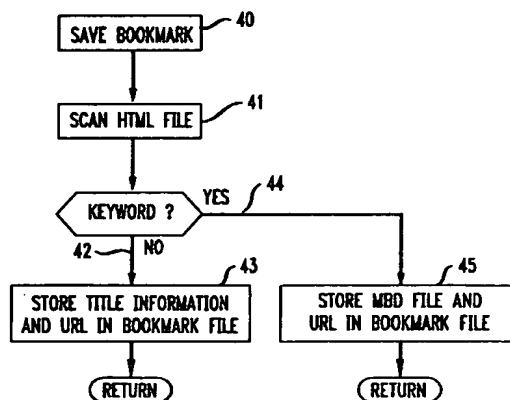 SAVE BOOKMARK
40
SCAN HTML FILE
41
KEYWORD ?
YES
44
42
NO
43
STORE TITLE INFORMATION
AND URL IN BOOKMARK FILE
45
STORE MBD FILE AND
URL IN BOOKMARK FILE
RETURN
RETURN